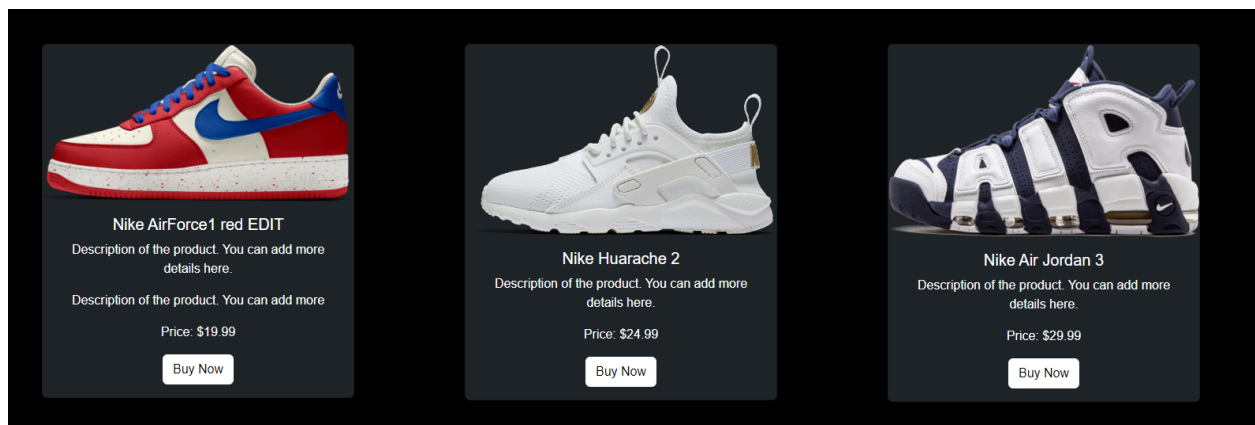 Nike AirForce1 red EDIT
Description of the product. You can add more
details here.
Description of the product. You can add more
Price: $19.99
Buy Now
Nike Huarache 2
Description of the product. You can add more
details here.
Price: $24.99
Buy Now
Nike Air Jordan 3
Description of the product. You can add more
details here.
Price: $29.99
Buy Now